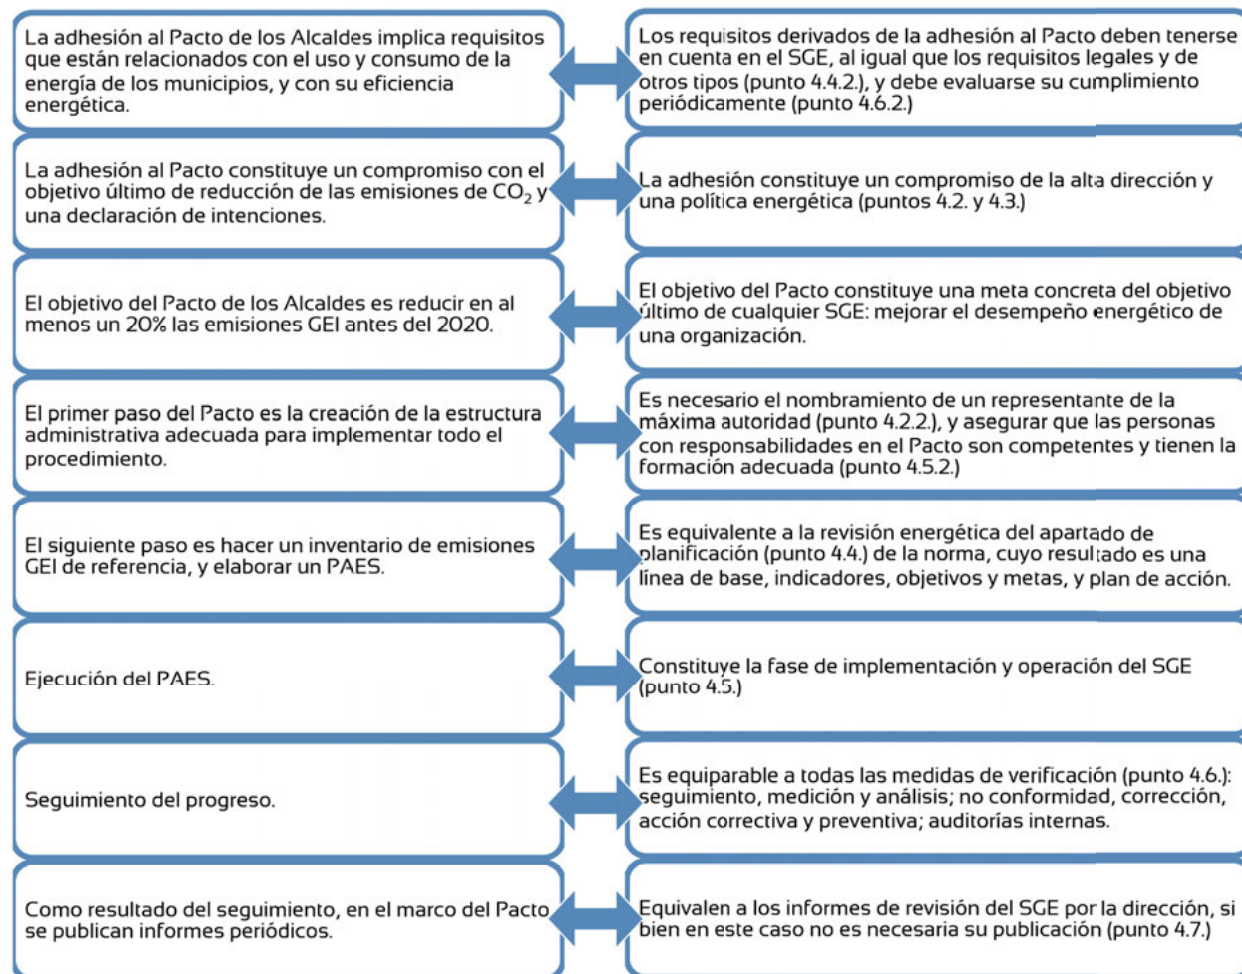 La adhesión al Pacto de los Alcaldes implica requisitos
que están relacionados con el uso y consumo de la
energía de los municipios, y con su eficiencia
energética.
Los requisitos derivados de la adhesión al Pacto deben tenerse
en cuenta en el SGE, al igual que los requisitos legales y de
otros tipos (punto 4.4.2.), y debe evaluarse su cumplimiento
periódicamente (punto 4.6.2.)
La adhesión al Pacto constituye un compromiso con el
objetivo último de reducción de las emisiones de CO₂ y
una declaración de intenciones.
La adhesión constituye un compromiso de la alta dirección y
una política energética (puntos 4.2. y 4.3.)
El objetivo del Pacto de los Alcaldes es reducir en al
menos un 20% las emisiones GEI antes del 2020.
El objetivo del Pacto constituye una meta concreta del objetivo
último de cualquier SGE: mejorar el desempeño energético de
una organización.
El primer paso del Pacto es la creación de la estructura
administrativa adecuada para implementar todo el
procedimiento.
Es necesario el nombramiento de un representante de la
máxima autoridad (punto 4.2.2.), y asegurar que las personas
con responsabilidades en el Pacto son competentes y tienen la
formación adecuada (punto 4.5.2.)
El siguiente paso es hacer un inventario de emisiones
GEI de referencia, y elaborar un PAES.
Es equivalente a la revisión energética del apartado de
planificación (punto 4.4.) de la norma, cuyo resultado es una
línea de base, indicadores, objetivos y metas, y plan de acción.
Ejecución del PAES.
Constituye la fase de implementación y operación del SGE
(punto 4.5.)
Seguimiento del progreso.
Es equiparable a todas las medidas de verificación (punto 4.6.):
seguimiento, medición y análisis; no conformidad, corrección,
acción correctiva y preventiva; auditorías internas.
Como resultado del seguimiento, en el marco del Pacto
se publican informes periódicos.
Equivalen a los informes de revisión del SGE por la dirección, si
bien en este caso no es necesaria su publicación (punto 4.7.)